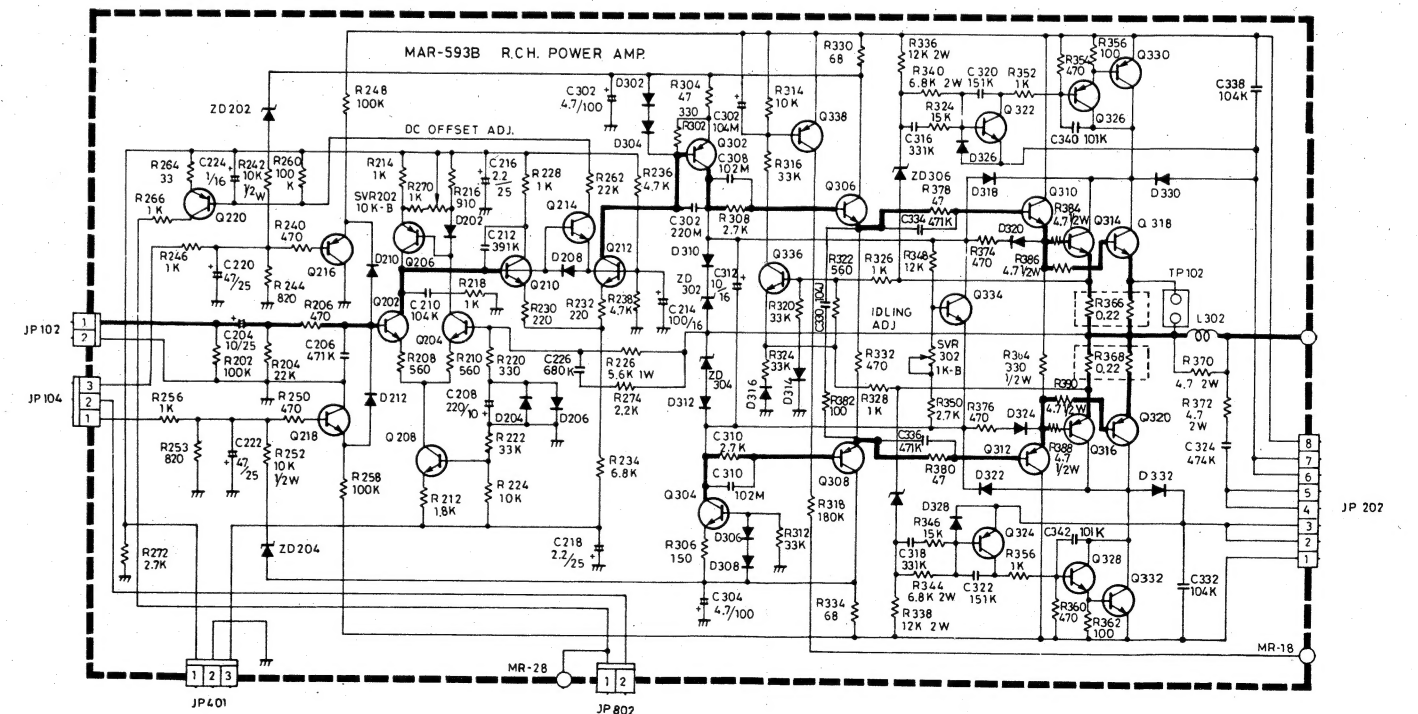 MAR-593B R.CH. POWER AMP.
DC OFFSET ADJ.
IDLING
ADJ
ZD202
R248
100K
C302
4.7/100
D302
D304
R304
47
330
R302
C302
104M
Q302
C308
102M
R314
10K
Q338
R316
33K
R330
68
R336
12K 2W
R340
6.8K 2W
C320
151K
R352
1K
R324
15K
Q322
C316
331K
D326
R354
470
R356
100
Q330
Q326
C340
101K
C338
104K
R264
33
C224
1/16
R242
10K
1/2W
R260
100
K
R266
1K
Q220
R214
1K
SVR202
10K-B
R270
1K
R216
910
C216
2.2
25
D202
R228
1K
R262
22K
R236
4.7K
Q214
C212
391K
Q206
D210
D208
Q212
Q210
C302
220M
R308
2.7K
Q306
ZD306
R378
47
C334
471K
D318
D330
Q310
R384
4.7
1/2W
Q314
Q318
D320
R374
470
R386
4.7
1/2W
R240
470
R246
1K
C220
47/25
R244
820
Q216
D310
ZD
302
C312
10
16
Q336
R320
33K
R322
560
R326
1K
R348
12K
C330
104J
Q334
TP102
R366
0.22
L302
R206
470
Q202
C210
104K
R218
1K
Q204
R230
220
R232
220
R238
4.7K
C214
100/16
JP102
1
2
C204
10/25
R202
100K
R204
22K
C206
471K
R208
560
R210
560
R220
330
C226
680K
R226
5.6K 1W
R274
2.2K
ZD
304
D312
R324
33K
D316
D314
R332
470
SVR
302
1K-B
R364
330
1/2W
R368
0.22
R370
4.7 2W
R372
4.7
2W
C324
474K
JP104
3
2
1
R256
1K
R250
470
D212
Q218
R253
820
C222
47
25
R252
10K
1/2W
R258
100K
Q208
C208
220/10
D204
D206
R222
33K
R224
10K
R212
1.8K
R234
6.8K
R382
100
R328
1K
R350
2.7K
R376
470
D324
R390
4.7
1/2W
Q320
R388
4.7
1/2W
Q316
Q312
C336
471K
R380
47
D322
D332
C310
2.7K
C310
102M
Q308
Q304
R306
150
D306
D308
R312
33K
R318
180K
D328
R346
15K
Q324
C318
331K
R344
6.8K 2W
C322
151K
R356
1K
C342
101K
Q328
Q332
R360
470
R362
100
C332
104K
R338
12K 2W
R334
68
R272
2.7K
ZD204
C218
2.2/25
C304
4.7/100
8
7
6
5
4
3
2
1
JP 202
MR-18
MR-28
1 2 3
JP401
1 2
JP802